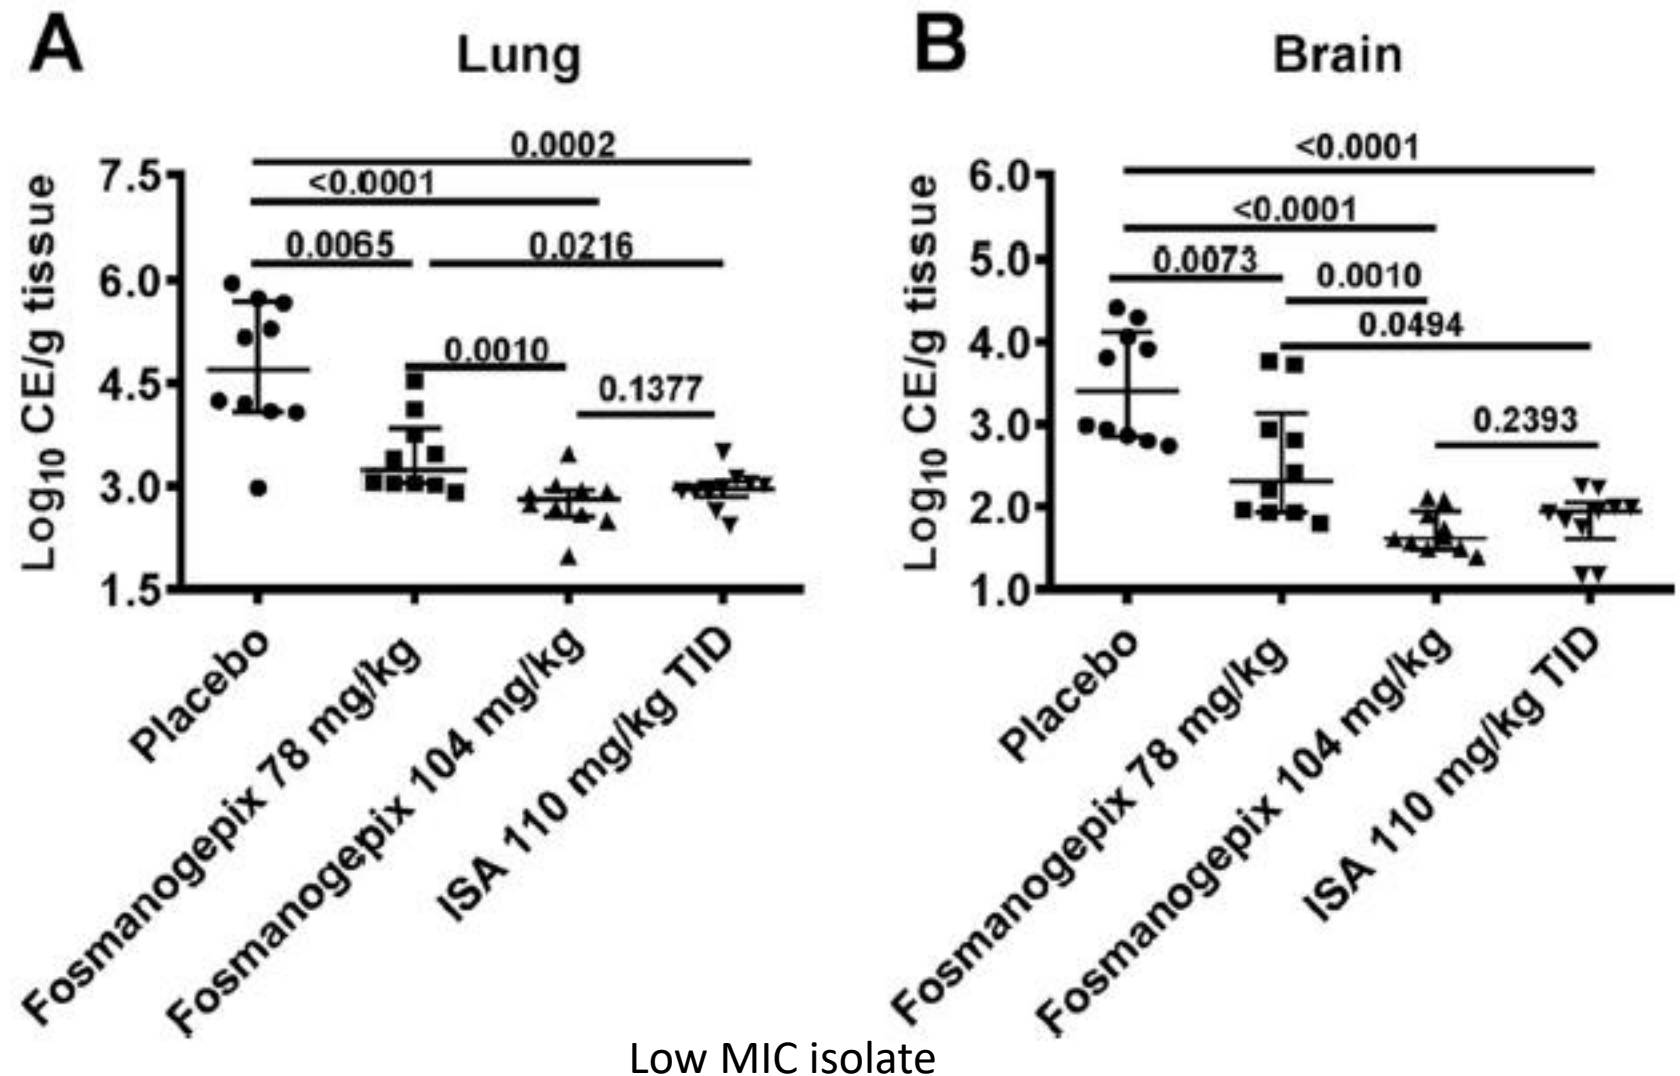 A
Lung
0.0002
<0.0001
0.0065
0.0216
0.0010
0.1377
Log10 CE/g tissue
7.5
6.0
4.5
3.0
1.5
Placebo
Fosmanogepix 78 mg/kg
Fosmanogepix 104 mg/kg
ISA 110 mg/kg TID
B
Brain
<0.0001
<0.0001
0.0073
0.0010
0.0494
0.2393
Log10 CE/g tissue
6.0
5.0
4.0
3.0
2.0
1.0
Placebo
Fosmanogepix 78 mg/kg
Fosmanogepix 104 mg/kg
ISA 110 mg/kg TID
Low MIC isolate